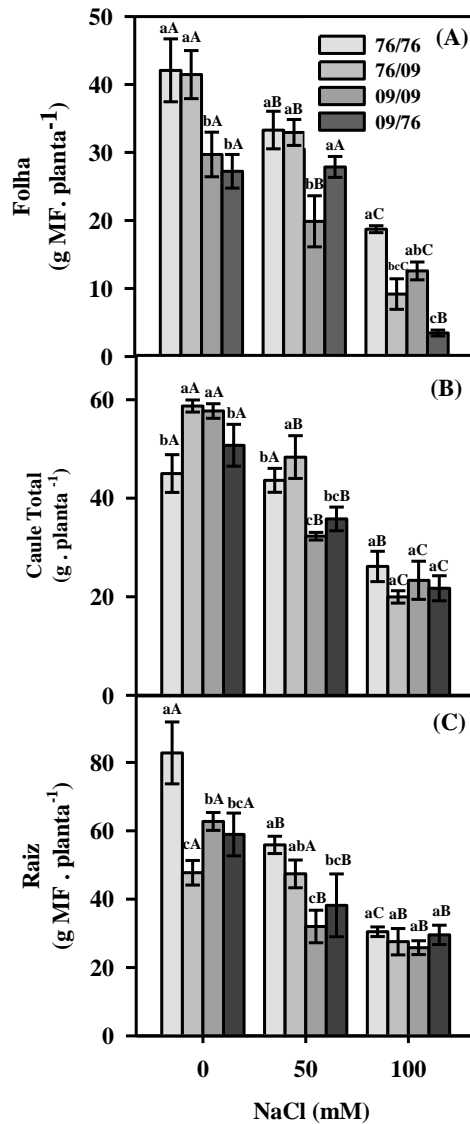 (A)
76/76
76/09
09/09
09/76
Folha
(g MF. planta⁻¹)
50
40
30
20
10
0
aA aA bA bA
aB aB bB aA
aC bcC abC cB
(B)
Caule Total
(g . planta⁻¹)
60
40
20
0
bA aA aA bA
bA aB cB bcB
aB aC aC aC
(C)
Raiz
(g MF . planta⁻¹)
80
60
40
20
0
aA cA bA bcA
aB abA cB bcB
aC aB aB aB
0 50 100
NaCl (mM)